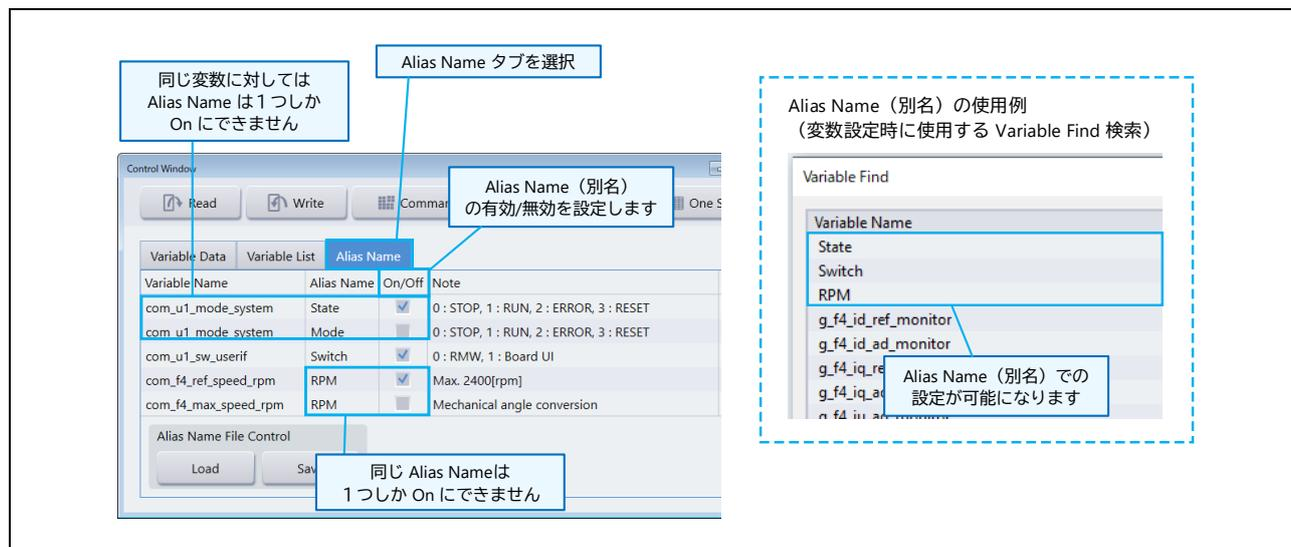 Alias Name タブを選択
同じ変数に対しては
Alias Name は１つしか
On にできません
Control Window
Alias Name（別名）
の有効/無効を設定します
Read
Write
One
Variable Data
Variable List
Alias Name
Variable Name
Alias Name
On/Off
Note
com_u1_mode_system
State
0 : STOP, 1 : RUN, 2 : ERROR, 3 : RESET
com_u1_mode_system
Mode
0 : STOP, 1 : RUN, 2 : ERROR, 3 : RESET
com_u1_sw_userif
Switch
0 : RMW, 1 : Board UI
com_f4_ref_speed_rpm
RPM
Max. 2400[rpm]
com_f4_max_speed_rpm
RPM
Mechanical angle conversion
Alias Name File Control
Load
同じ Alias Nameは
１つしか On にできません
Alias Name（別名）の使用例
（変数設定時に使用する Variable Find 検索）
Variable Find
Variable Name
State
Switch
RPM
g_f4_id_ref_monitor
g_f4_id_ad_monitor
Alias Name（別名）での
設定が可能になります